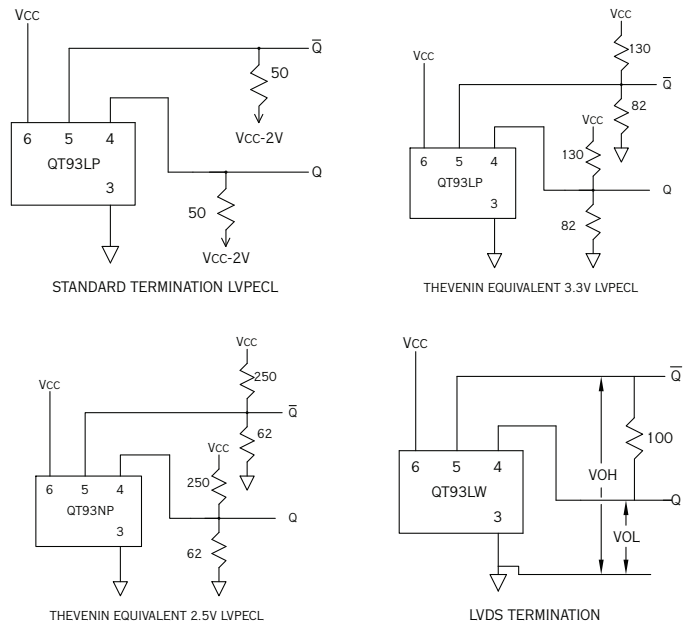 VCC
Q
50
VCC-2V
6 5 4
QT93LP
3
Q
50
VCC-2V
STANDARD TERMINATION LVPECL
VCC
130
VCC
Q
82
VCC
6 5 4
130
QT93LP
Q
3
82
THEVENIN EQUIVALENT 3.3V LVPECL
VCC
250
VCC
Q
62
VCC
6 5 4
250
QT93NP
Q
3
62
THEVENIN EQUIVALENT 2.5V LVPECL
VCC
Q
100
6 5 4
VOH
QT93LW
Q
3
VOL
LVDS TERMINATION